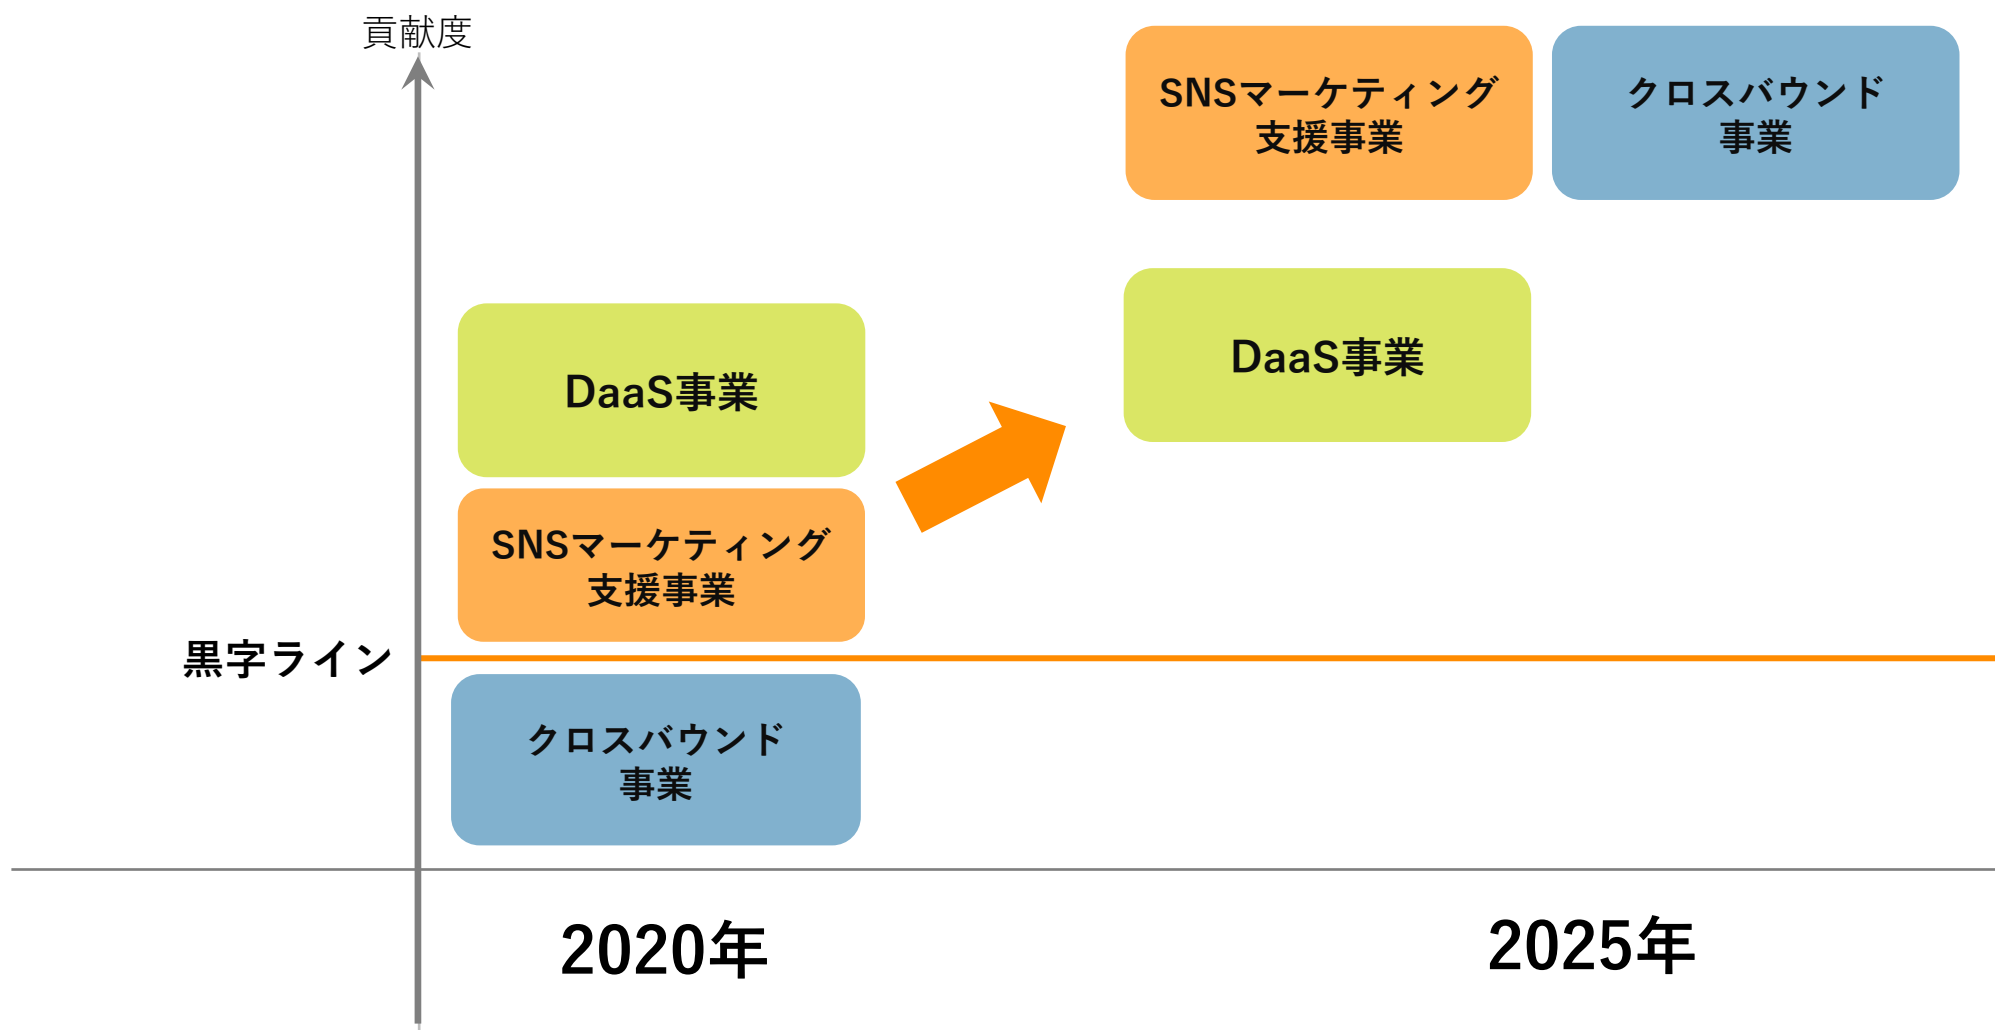 貢献度
SNSマーケティング
支援事業
クロスバウンド
事業
DaaS事業
DaaS事業
SNSマーケティング
支援事業
黒字ライン
クロスバウンド
事業
2020年
2025年